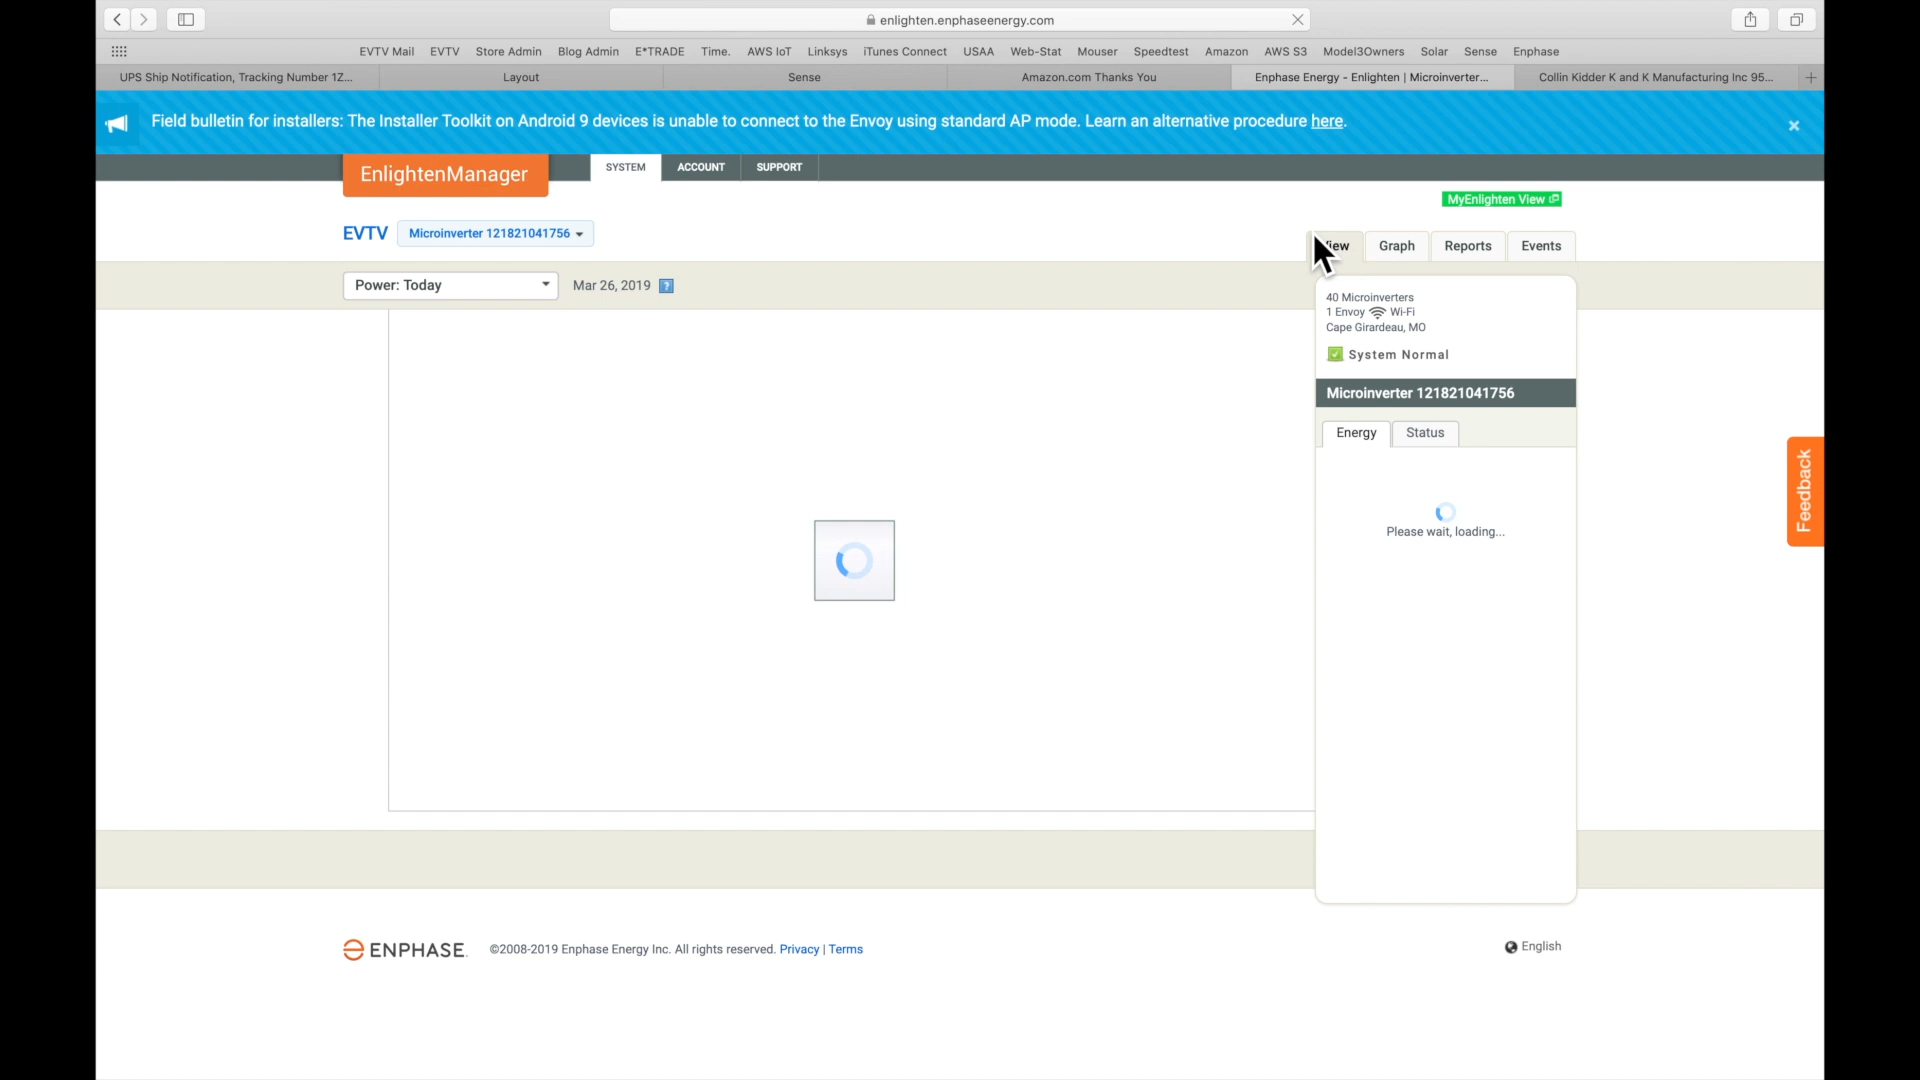 enlighten.enphaseenergy.com
EVTV Mail EVTV Store Admin Blog Admin E*TRADE Time. AWS IoT Linksys iTunes Connect USAA Web-Stat Mouser Speedtest Amazon AWS S3 Model3Owners Solar Sense Enphase
UPS Ship Notification, Tracking Number 1Z... Layout Sense Amazon.com Thanks You Enphase Energy - Enlighten | Microinverter... Collin Kidder K and K Manufacturing Inc 95...
Field bulletin for installers: The Installer Toolkit on Android 9 devices is unable to connect to the Envoy using standard AP mode. Learn an alternative procedure here.
EnlightenManager SYSTEM ACCOUNT SUPPORT
MyEnlighten View
EVTV Microinverter 121821041756
Graph Reports Events
Power: Today Mar 26, 2019
40 Microinverters
1 Envoy Wi-Fi
Cape Girardeau, MO
System Normal
Microinverter 121821041756
Energy Status
Please wait, loading...
Feedback
ENPHASE. ©2008-2019 Enphase Energy Inc. All rights reserved. Privacy | Terms
English